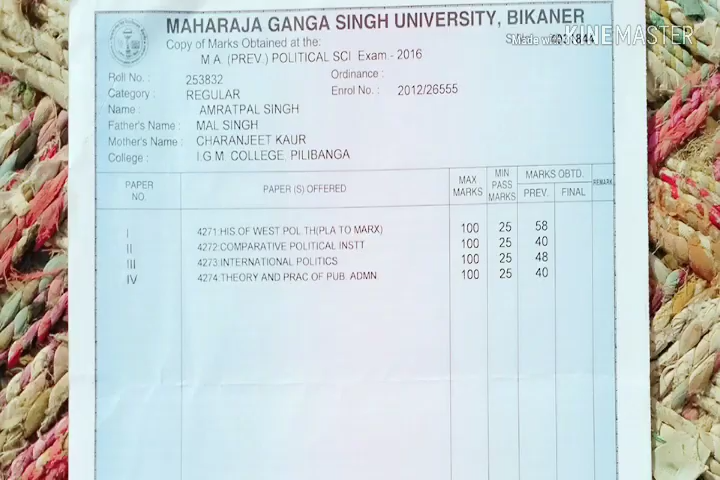 MAHARAJA GANGA SINGH UNIVERSITY, BIKANER
Made with KINEMASTER
Copy of Marks Obtained at the:
M.A. (PREV.) POLITICAL SCI Exam - 2016
Roll No. : 253832 Ordinance :
Category : REGULAR Enrol No. : 2012/26555
Name : AMRATPAL SINGH
Father's Name : MAL SINGH
Mother's Name : CHARANJEET KAUR
College : I.G.M. COLLEGE, PILIBANGA
PAPER NO. PAPER (S) OFFERED MAX MARKS MIN PASS MARKS MARKS OBTD. PREV. FINAL REMARK
I 4271:HIS OF WEST POL TH(PLA TO MARX) 100 25 58
II 4272:COMPARATIVE POLITICAL INSTT 100 25 40
III 4273:INTERNATIONAL POLITICS 100 25 48
IV 4274:THEORY AND PRAC OF PUB. ADMN 100 25 40